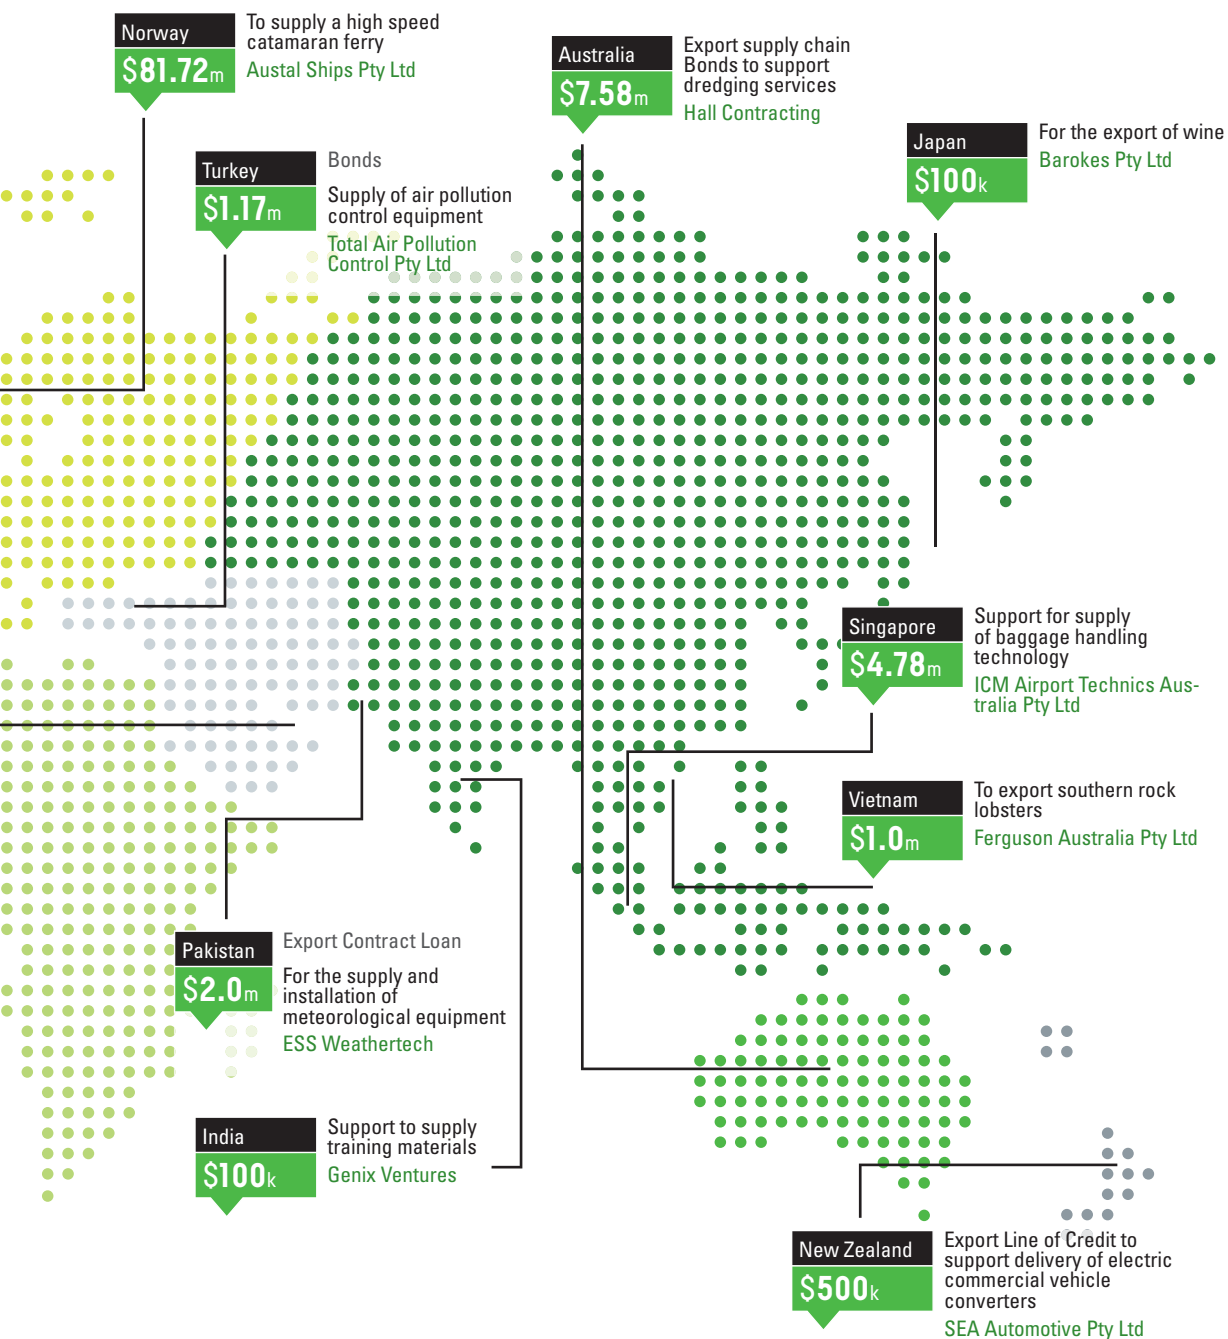 Norway
$81.72m
To supply a high speed
catamaran ferry
Austal Ships Pty Ltd
Australia
$7.58m
Export supply chain
Bonds to support
dredging services
Hall Contracting
Japan
$100k
For the export of wine
Barokes Pty Ltd
Turkey
$1.17m
Bonds
Supply of air pollution
control equipment
Total Air Pollution
Control Pty Ltd
Singapore
$4.78m
Support for supply
of baggage handling
technology
ICM Airport Technics Aus-
tralia Pty Ltd
Vietnam
$1.0m
To export southern rock
lobsters
Ferguson Australia Pty Ltd
Pakistan
$2.0m
Export Contract Loan
For the supply and
installation of
meteorological equipment
ESS Weathertech
India
$100k
Support to supply
training materials
Genix Ventures
New Zealand
$500k
Export Line of Credit to
support delivery of electric
commercial vehicle
converters
SEA Automotive Pty Ltd